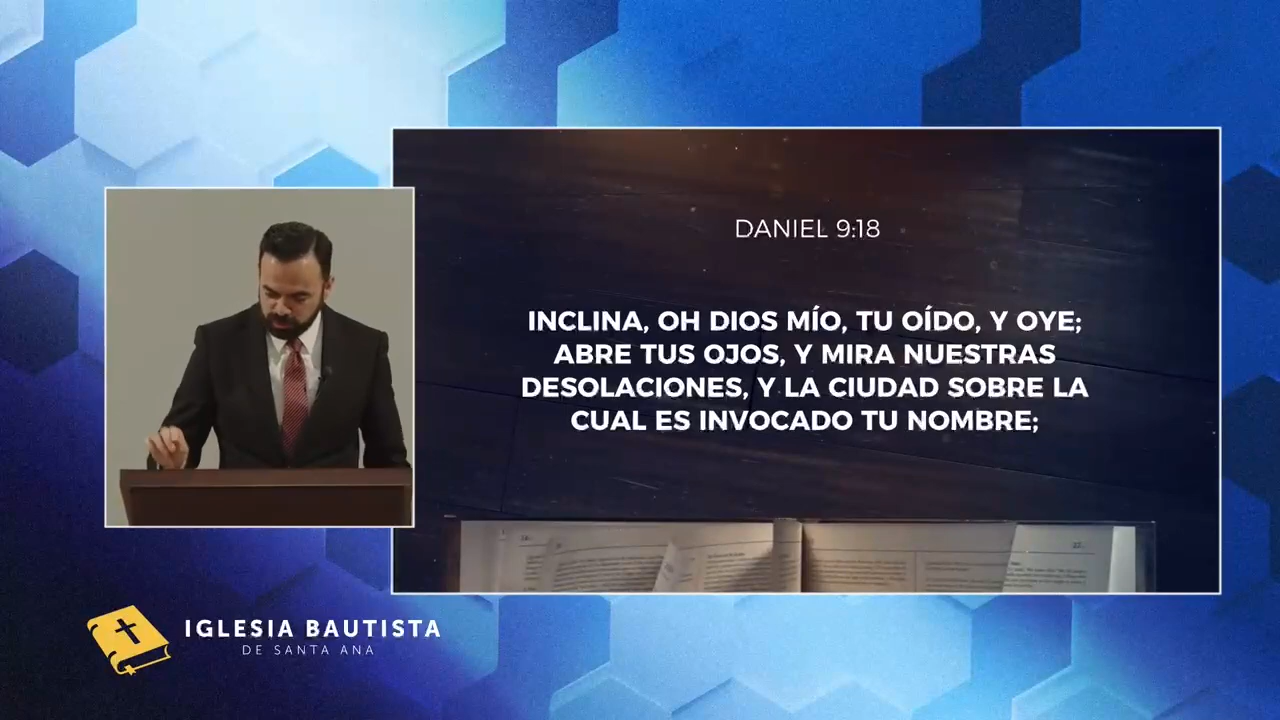 DANIEL 9:18
INCLINA, OH DIOS MÍO, TU OÍDO, Y OYE;
ABRE TUS OJOS, Y MIRA NUESTRAS
DESOLACIONES, Y LA CIUDAD SOBRE LA
CUAL ES INVOCADO TU NOMBRE;
IGLESIA BAUTISTA
DE SANTA ANA